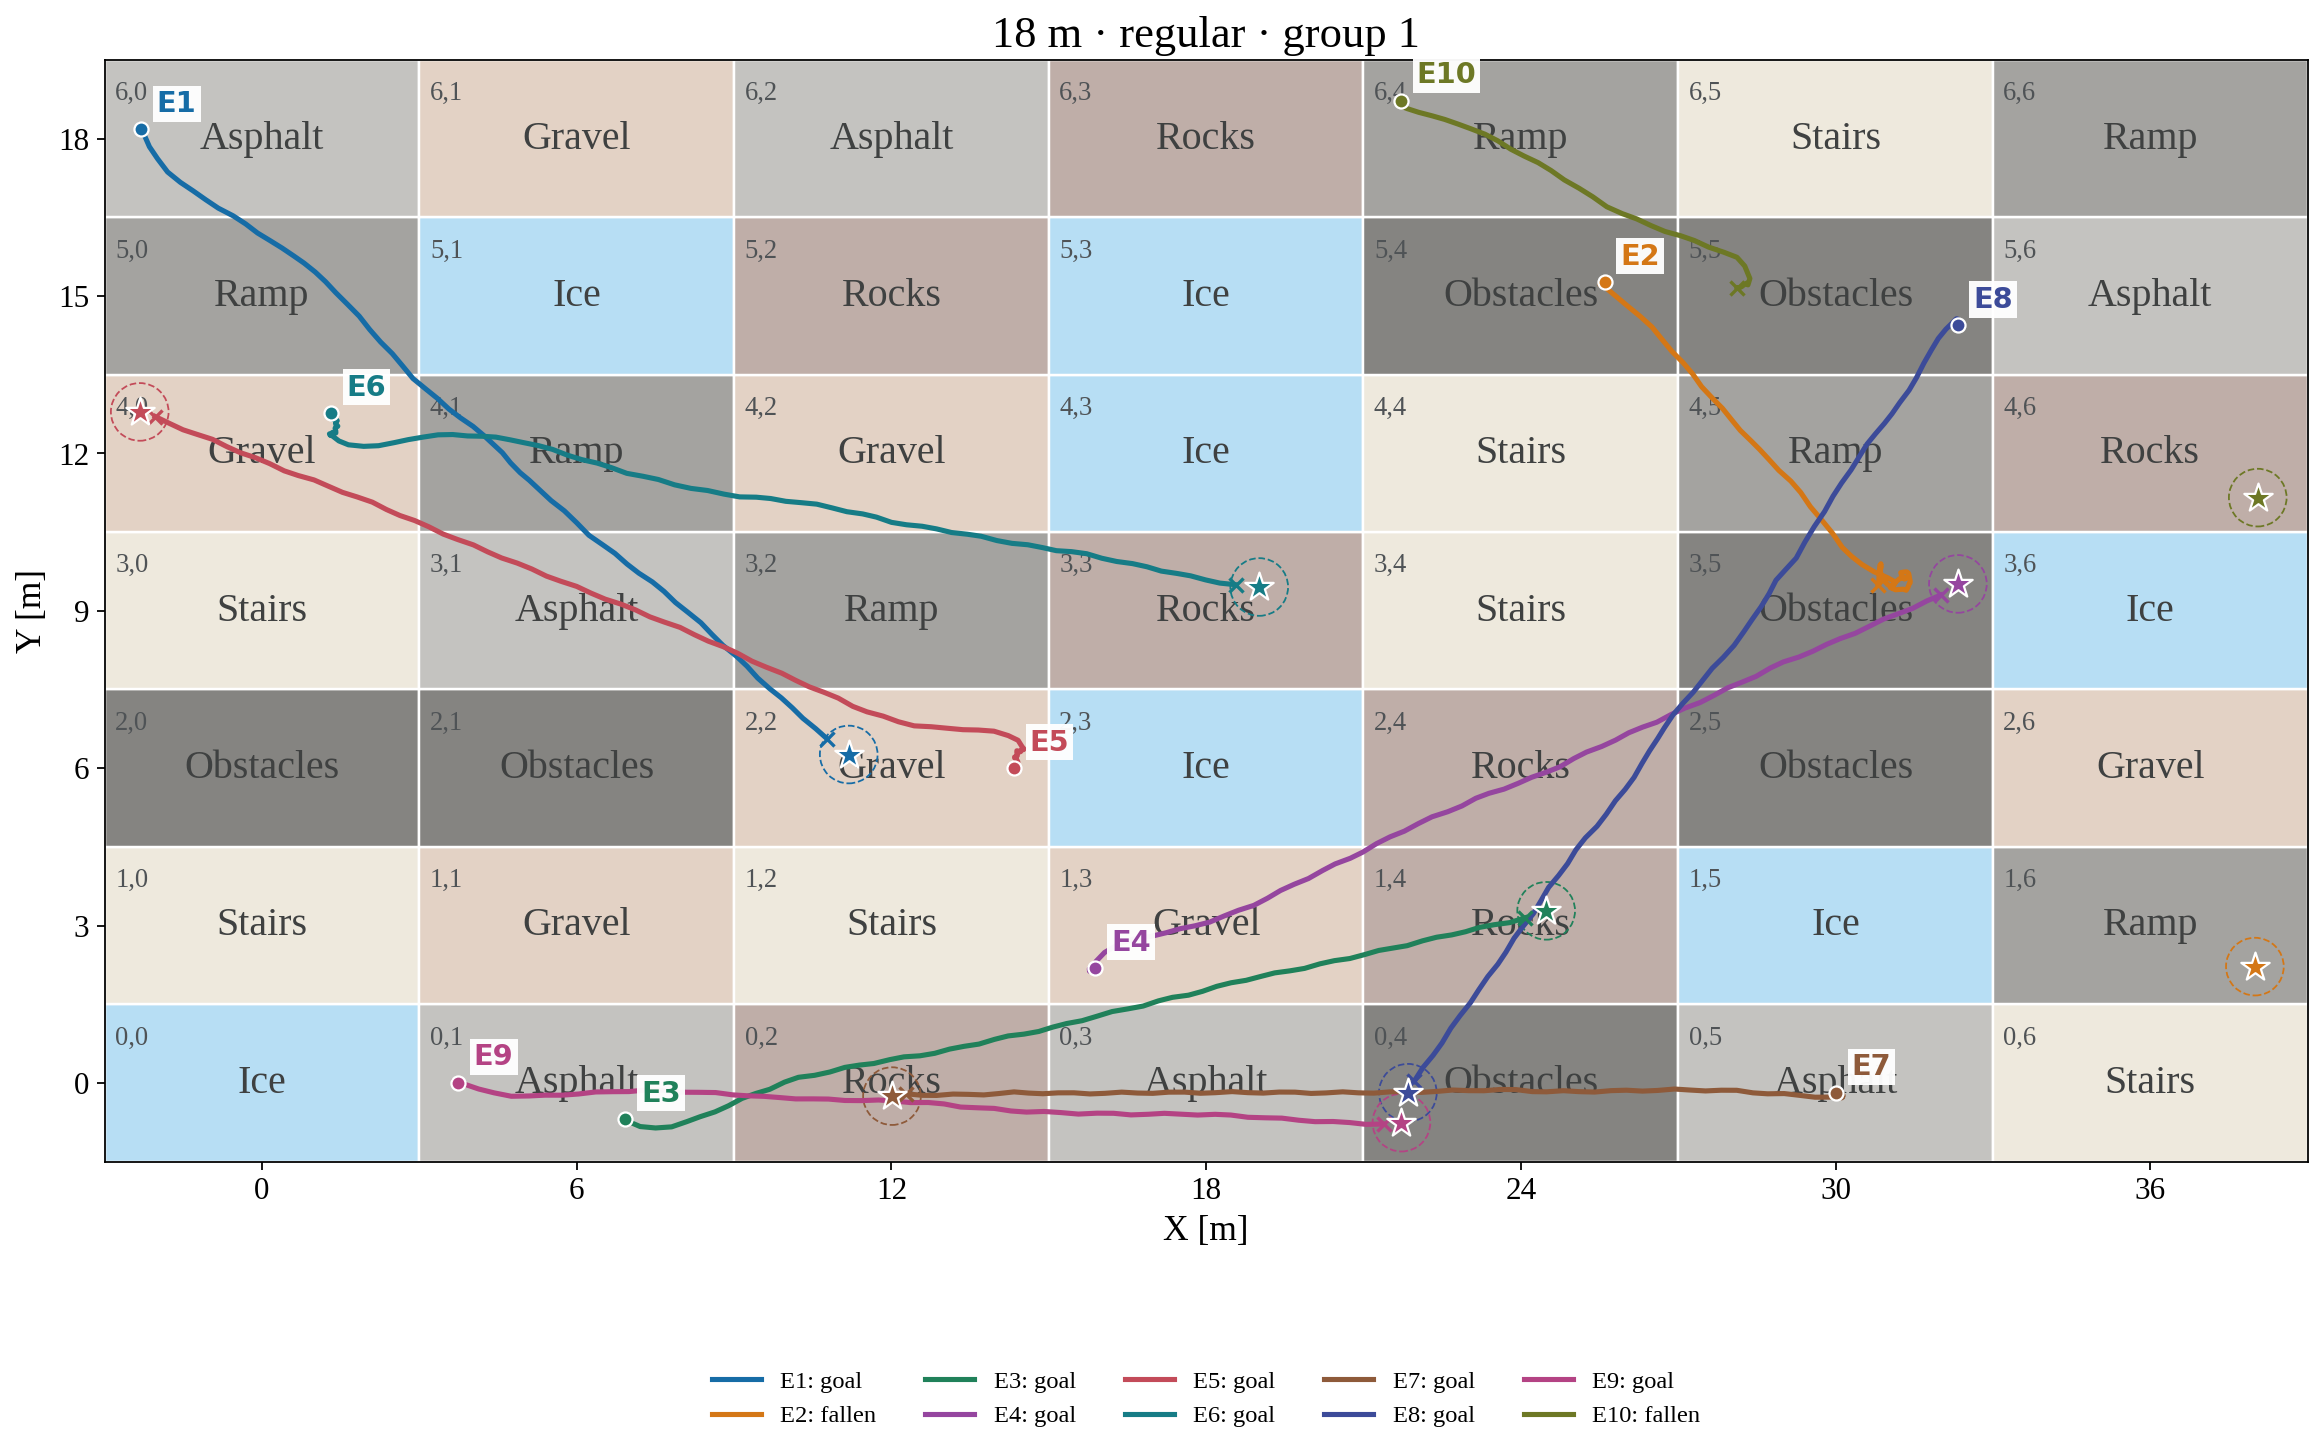 18 m · regular · group 1
6,0 6,1 6,2 6,3 6,4 6,5 6,6
E1 E10
Asphalt Gravel Asphalt Rocks Ramp Stairs Ramp
18
5,0 5,1 5,2 5,3 5,4 E2 5,5 5,6
Ramp Ice Rocks Ice Obstacles Obstacles E8 Asphalt
15
4,0 E6 4,1 4,2 4,3 4,4 4,5 4,6
Gravel Ramp Gravel Ice Stairs Ramp Rocks
12
3,0 3,1 3,2 3,3 3,4 3,5 3,6
Stairs Asphalt Ramp Rocks Stairs Obstacles Ice
9
Y [m]
2,0 2,1 2,2 E5 2,3 2,4 2,5 2,6
Obstacles Obstacles Gravel Ice Rocks Obstacles Gravel
6
1,0 1,1 1,2 1,3 1,4 1,5 1,6
Stairs Gravel Stairs E4 Gravel Rocks Ice Ramp
3
0,0 0,1 E9 0,2 0,3 0,4 0,5 E7 0,6
Ice Asphalt E3 Rocks Asphalt Obstacles Asphalt Stairs
0
0 6 12 18 24 30 36
X [m]
E1: goal E3: goal E5: goal E7: goal E9: goal
E2: fallen E4: goal E6: goal E8: goal E10: fallen